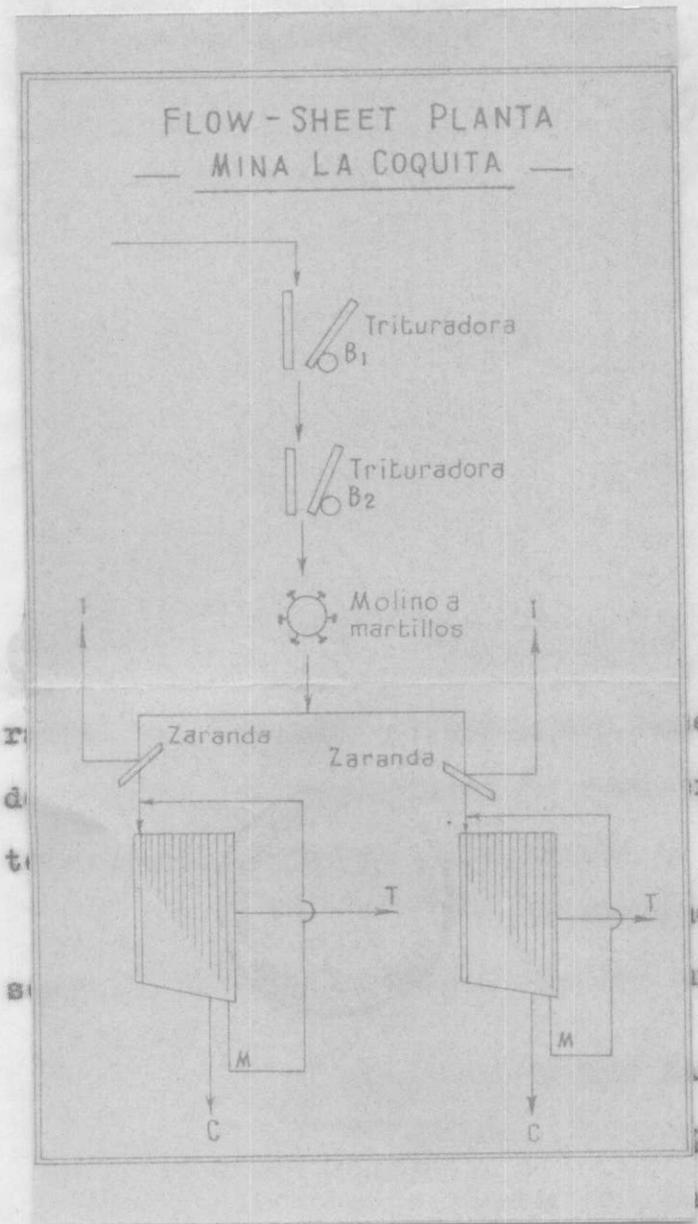 FLOW-SHEET PLANTA
MINA LA COQUITA
Trituradora
B1
Trituradora
B2
Molino a
martillos
I
I
Zaranda
Zaranda
T
T
M
M
C
C